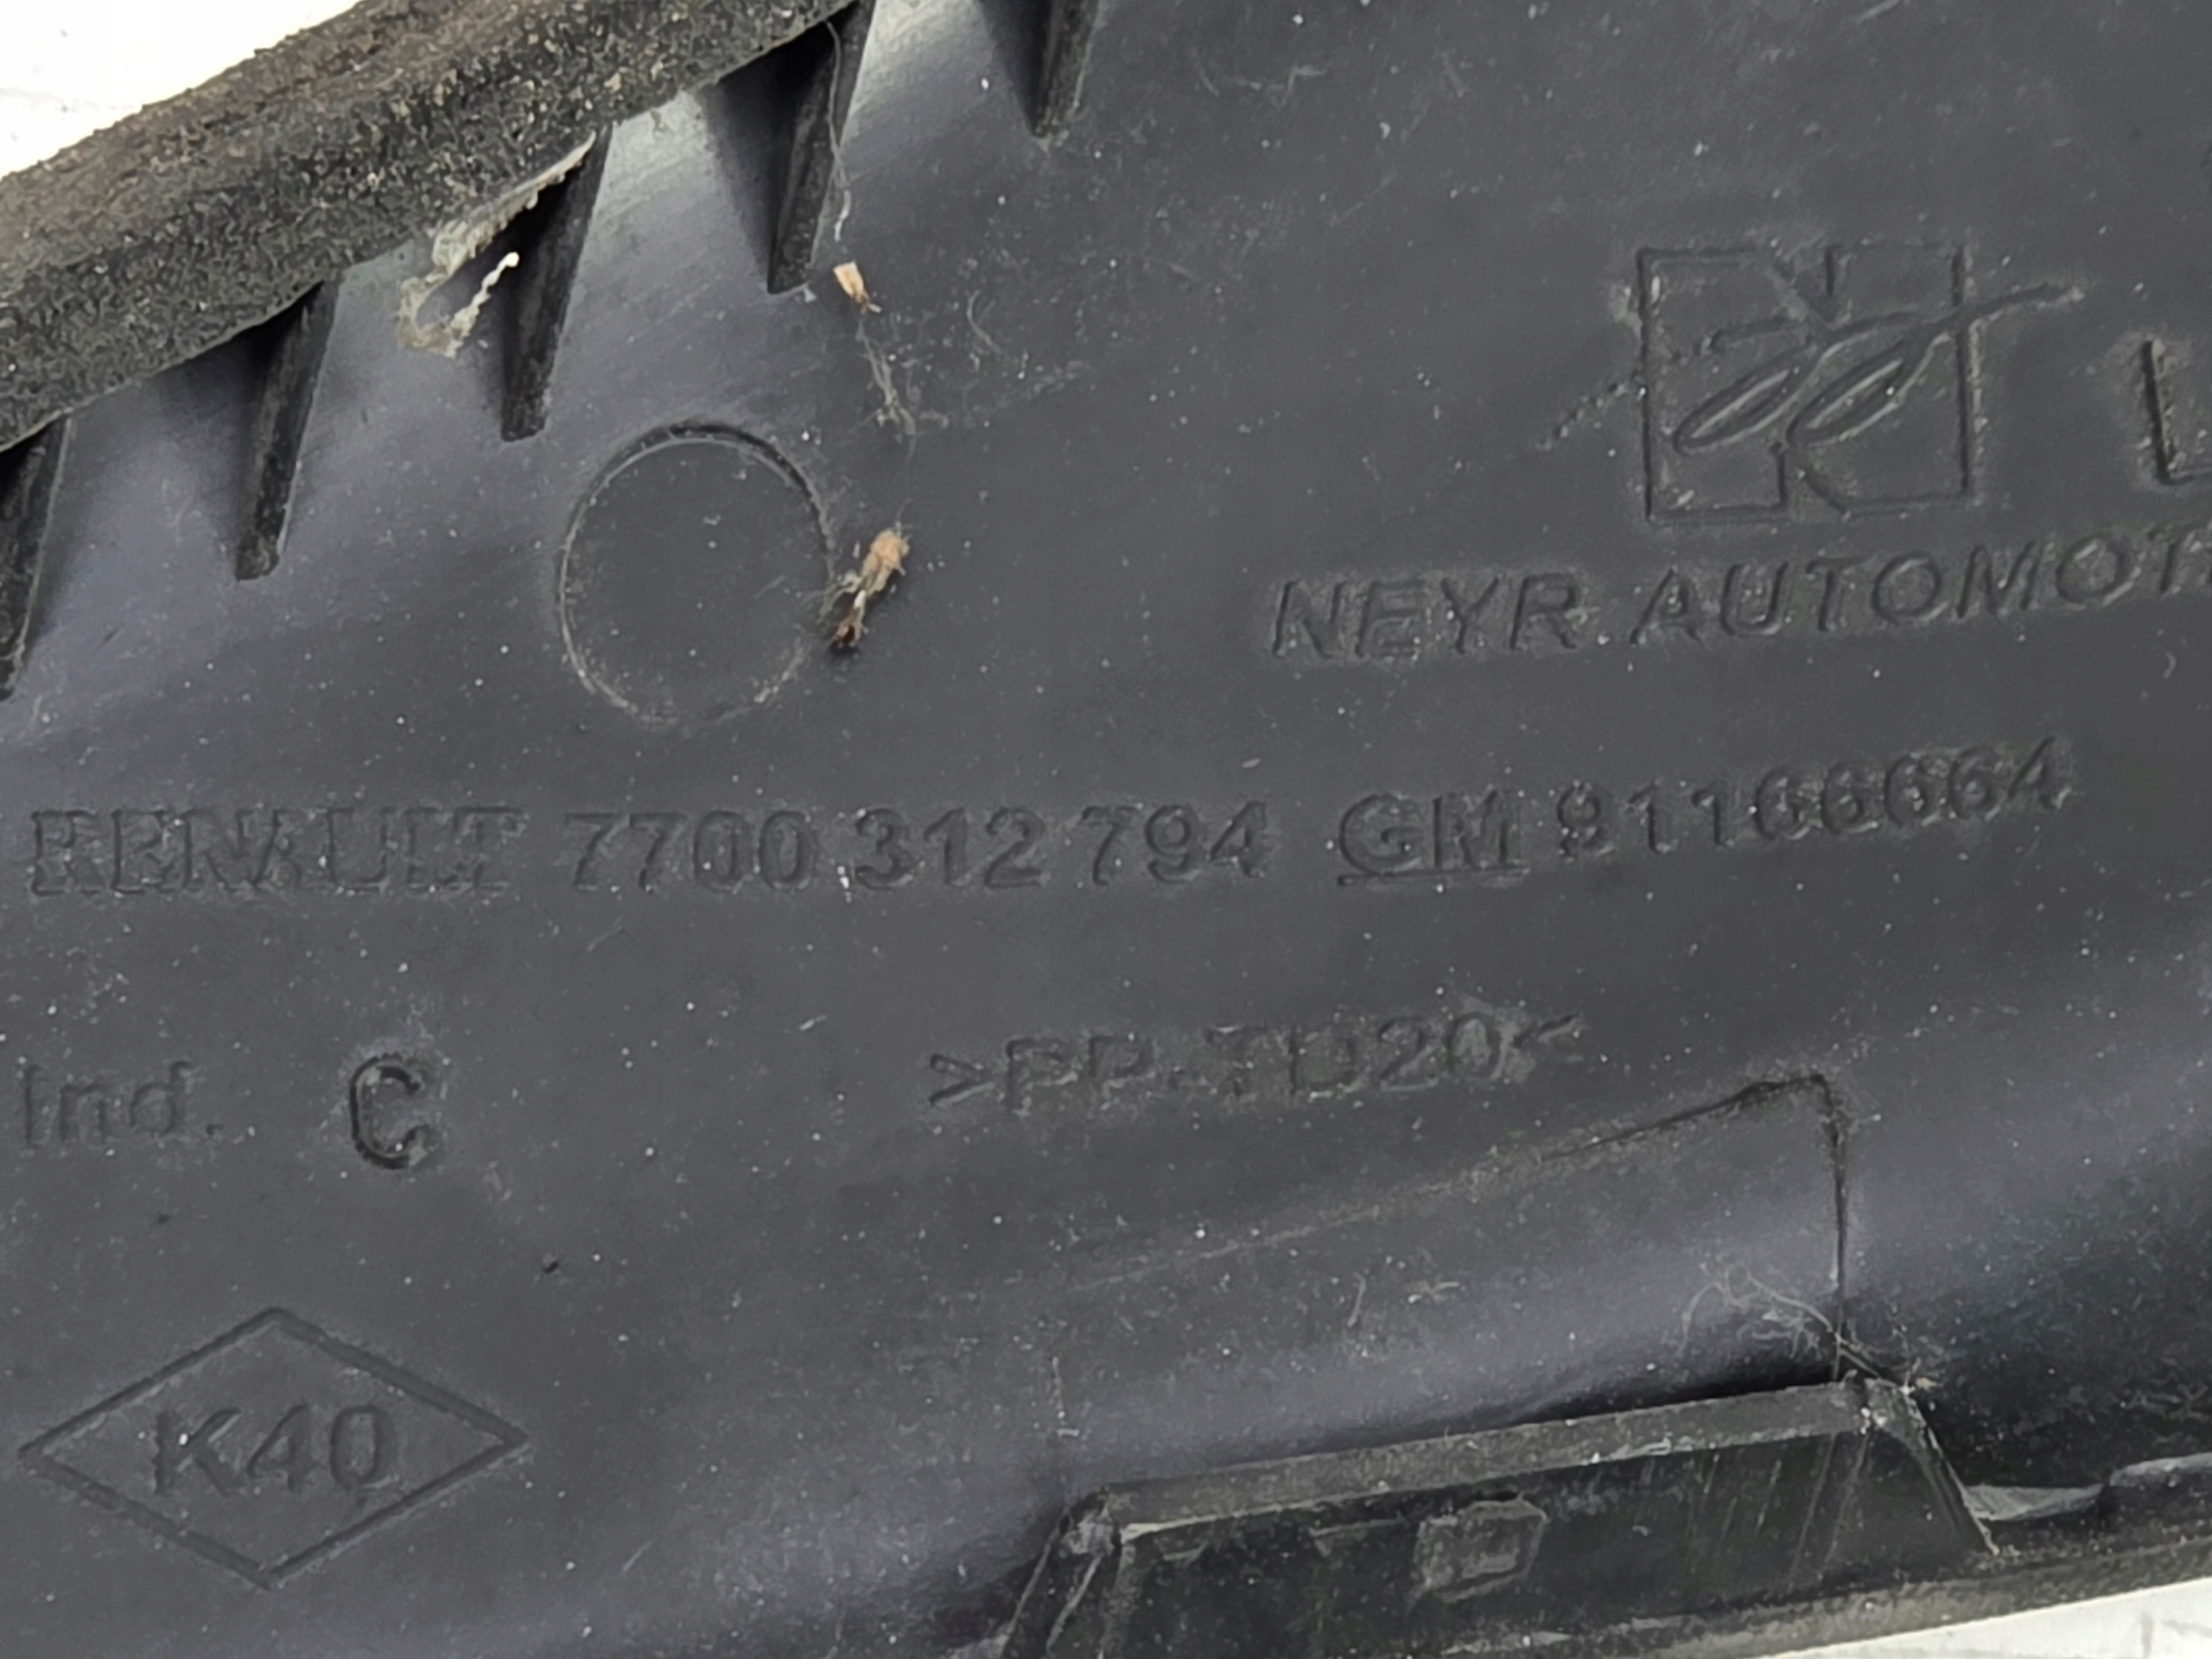 L
NEYR AUTOMOT
RENAULT 7700 312 794 GM 91166664
Ind. C >PP-TD20<
K40